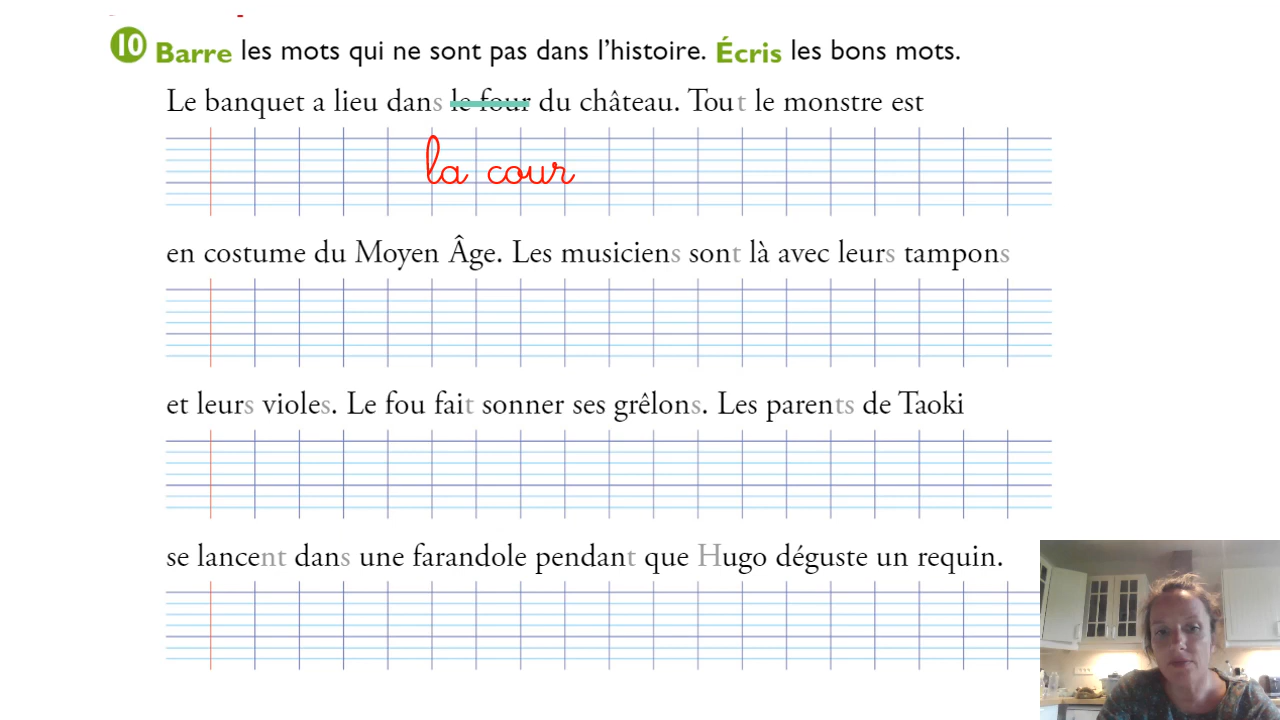 10 Barre les mots qui ne sont pas dans l'histoire. Écris les bons mots.
Le banquet a lieu dans le four du château. Tout le monstre est
la cour
en costume du Moyen Âge. Les musiciens sont là avec leurs tampons
et leurs violes. Le fou fait sonner ses grêlons. Les parents de Taoki
se lancent dans une farandole pendant que Hugo déguste un requin.